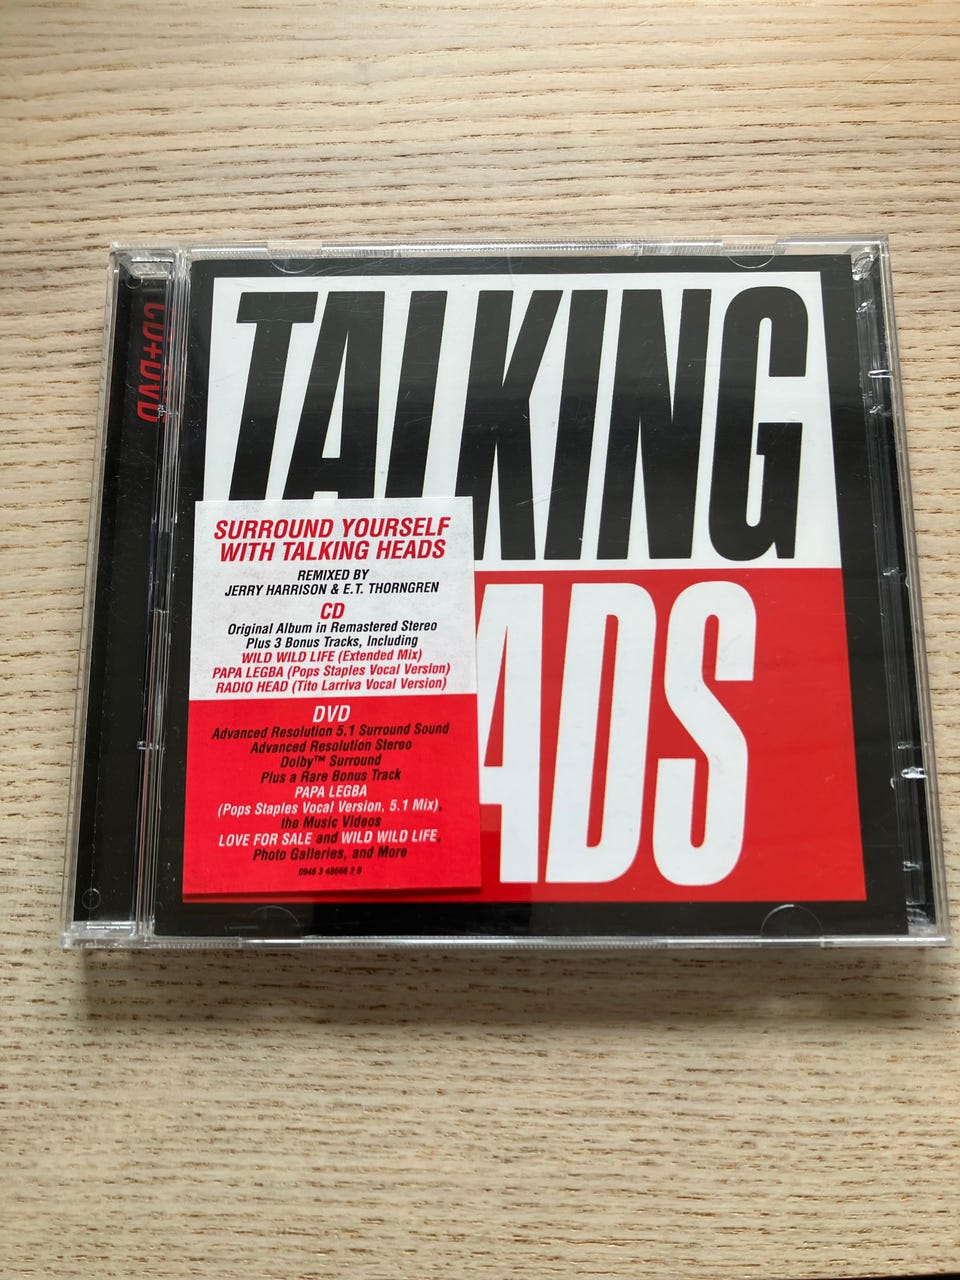 CD+DVD
TALKING
ADS
SURROUND YOURSELF
WITH TALKING HEADS
REMIXED BY
JERRY HARRISON & E.T. THORNGREN
CD
Original Album in Remastered Stereo
Plus 3 Bonus Tracks, Including
WILD WILD LIFE (Extended Mix)
PAPA LEGBA (Pops Staples Vocal Version)
RADIO HEAD (Tito Larriva Vocal Version)
DVD
Advanced Resolution 5.1 Surround Sound
Advanced Resolution Stereo
Dolby™ Surround
Plus a Rare Bonus Track
PAPA LEGBA
(Pops Staples Vocal Version, 5.1 Mix),
the Music Videos
LOVE FOR SALE and WILD WILD LIFE,
Photo Galleries, and More